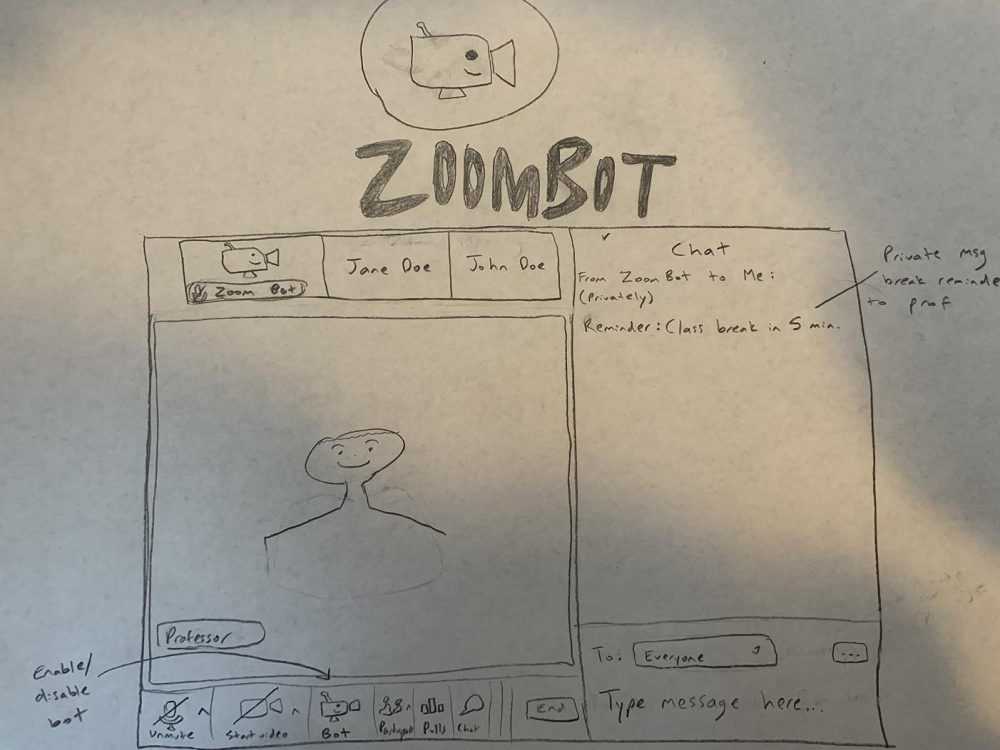 ZOOMBOT
Zoom Bot
Jane Doe
John Doe
Chat
From Zoom Bot to Me:
(Privately)
Reminder: Class break in 5 min.
Private msg
break reminder
to prof
Professor
Enable/
disable
bot
To: Everyone
...
Type message here...
Unmute
Start video
Bot
Polls
Chat
End